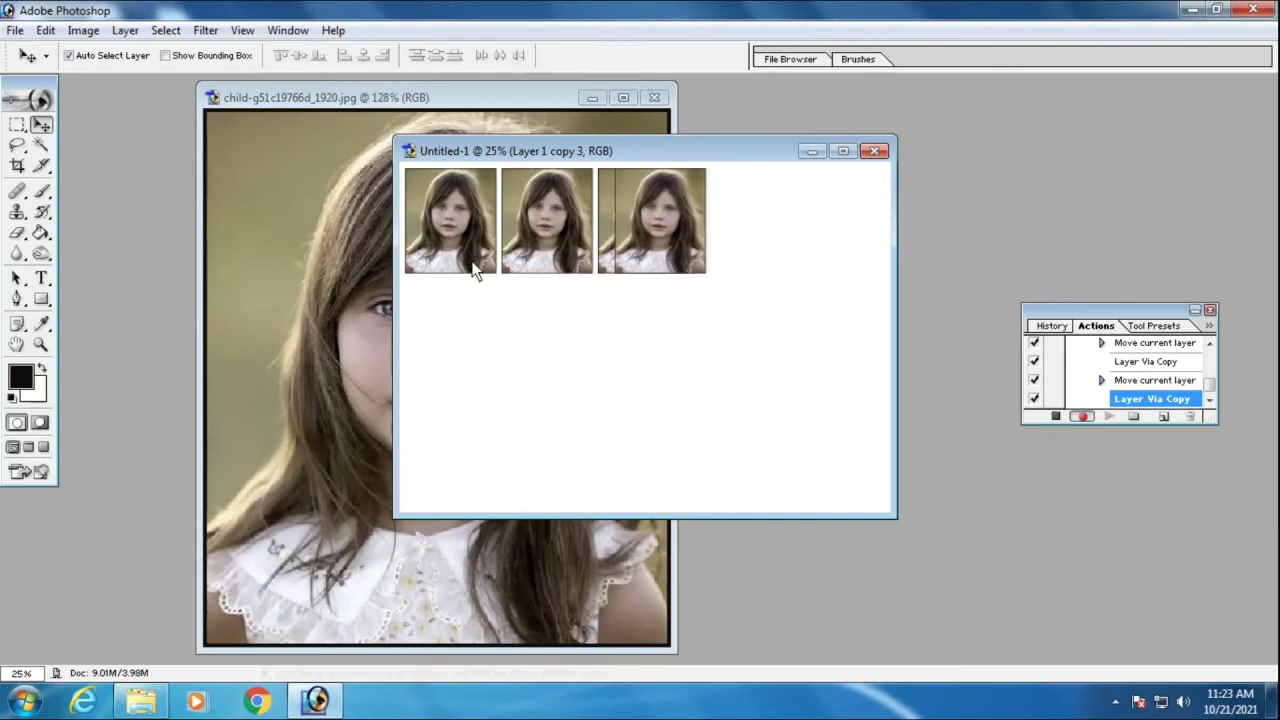 Adobe Photoshop
File Edit Image Layer Select Filter View Window Help
Auto Select Layer Show Bounding Box
File Browser Brushes
child-g51c19766d_1920.jpg @ 128% (RGB)
Untitled-1 @ 25% (Layer 1 copy 3, RGB)
History Actions Tool Presets
Move current layer
Layer Via Copy
Move current layer
Layer Via Copy
25% Doc: 9.01M/3.98M
11:23 AM
10/21/2021